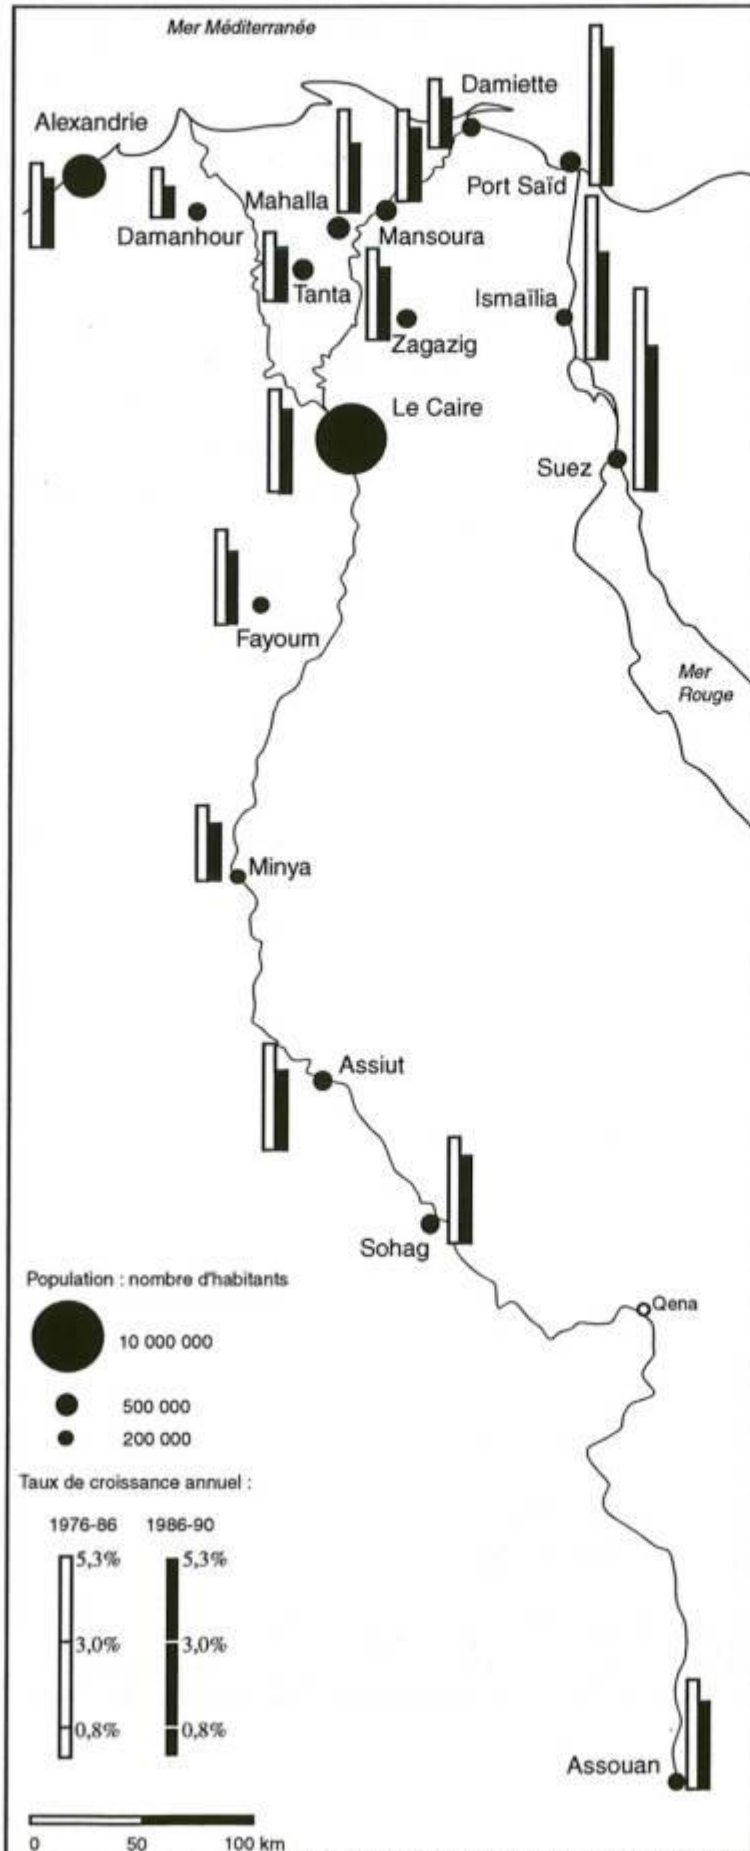 Mer Méditerranée
Damiette
Alexandrie
Port Saïd
Mahalla
Damanhour
Mansoura
Tanta
Ismaïlia
Zagazig
Le Caire
Suez
Fayoum
Mer
Rouge
Minya
Assiut
Sohag
Population : nombre d'habitants
Qena
10 000 000
500 000
200 000
Taux de croissance annuel :
1976-86 1986-90
5,3% 5,3%
3,0% 3,0%
0,8% 0,8%
Assouan
0 50 100 km